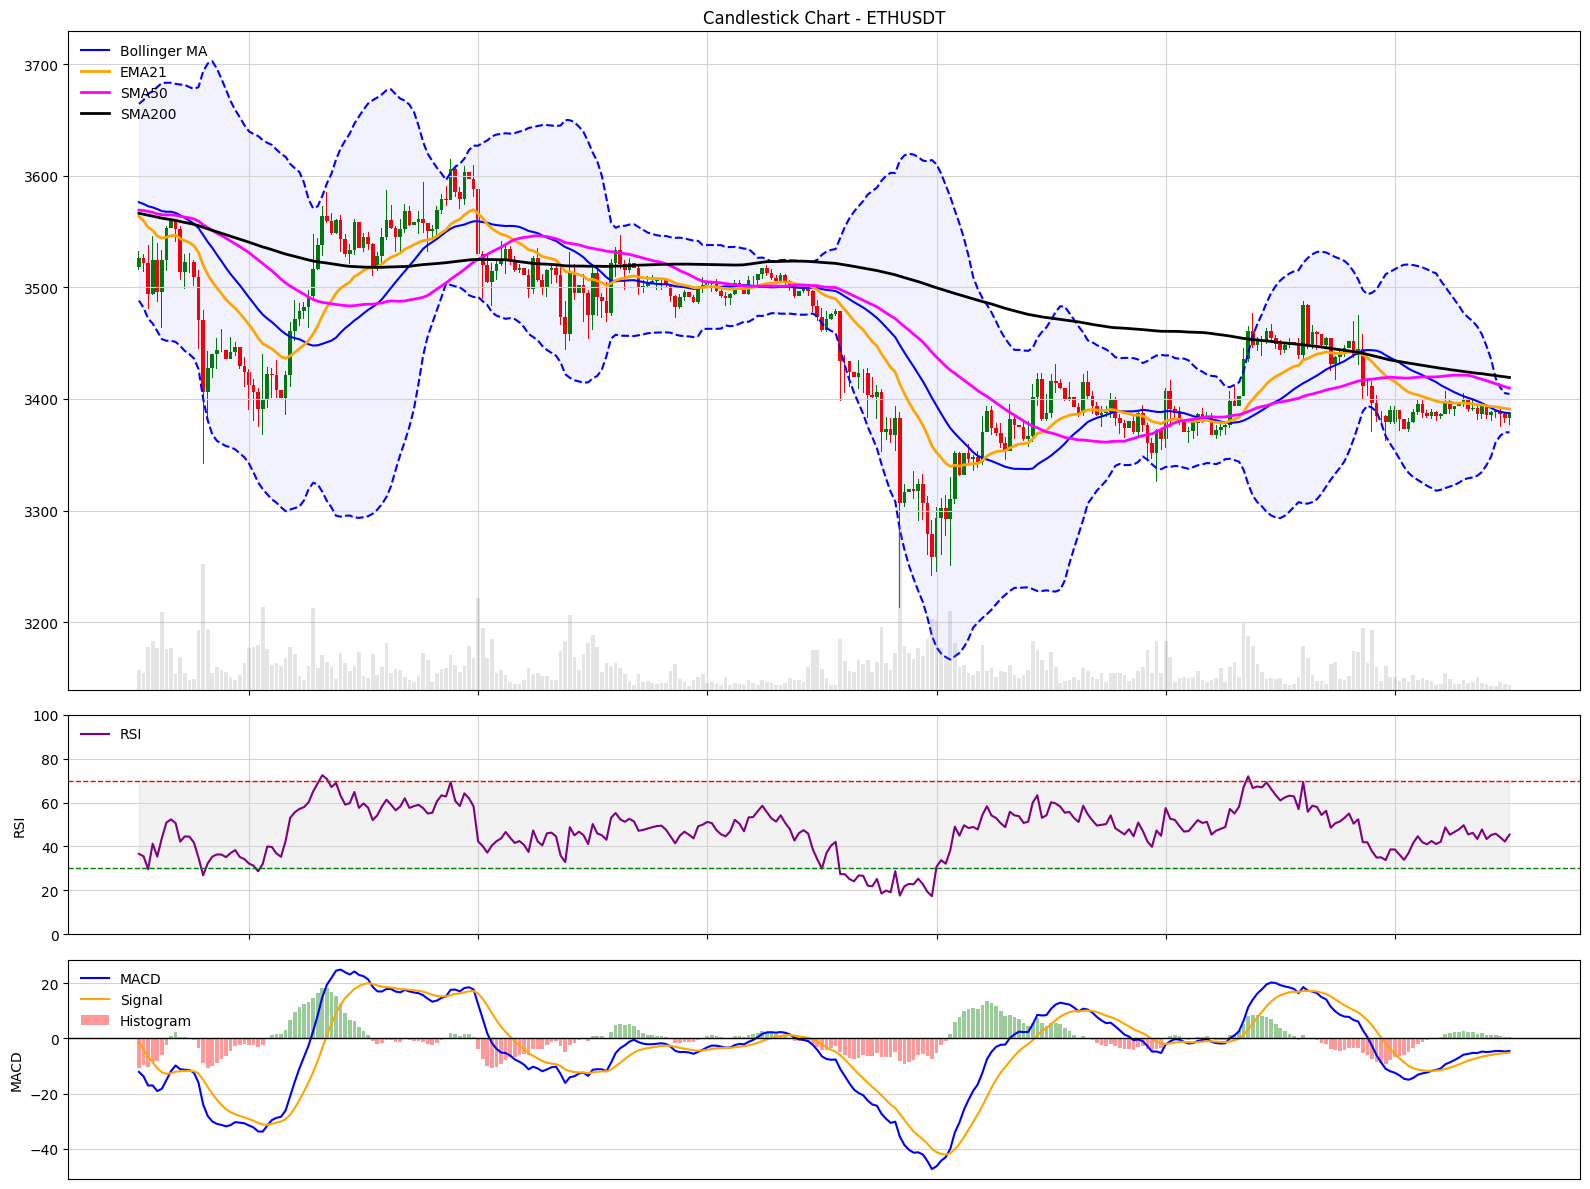 Candlestick Chart - ETHUSDT
Bollinger MA
EMA21
SMA50
SMA200
3700
3600
3500
3400
3300
3200
RSI
100
80
60
40
20
0
RSI
MACD
Signal
Histogram
20
0
−20
−40
MACD